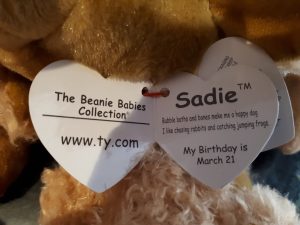 The Beanie Babies
Collection®
www.ty.com
Sadie™
Bubble baths and bones make me a happy dog
I like chasing rabbits and catching jumping frogs
My Birthday is
March 21